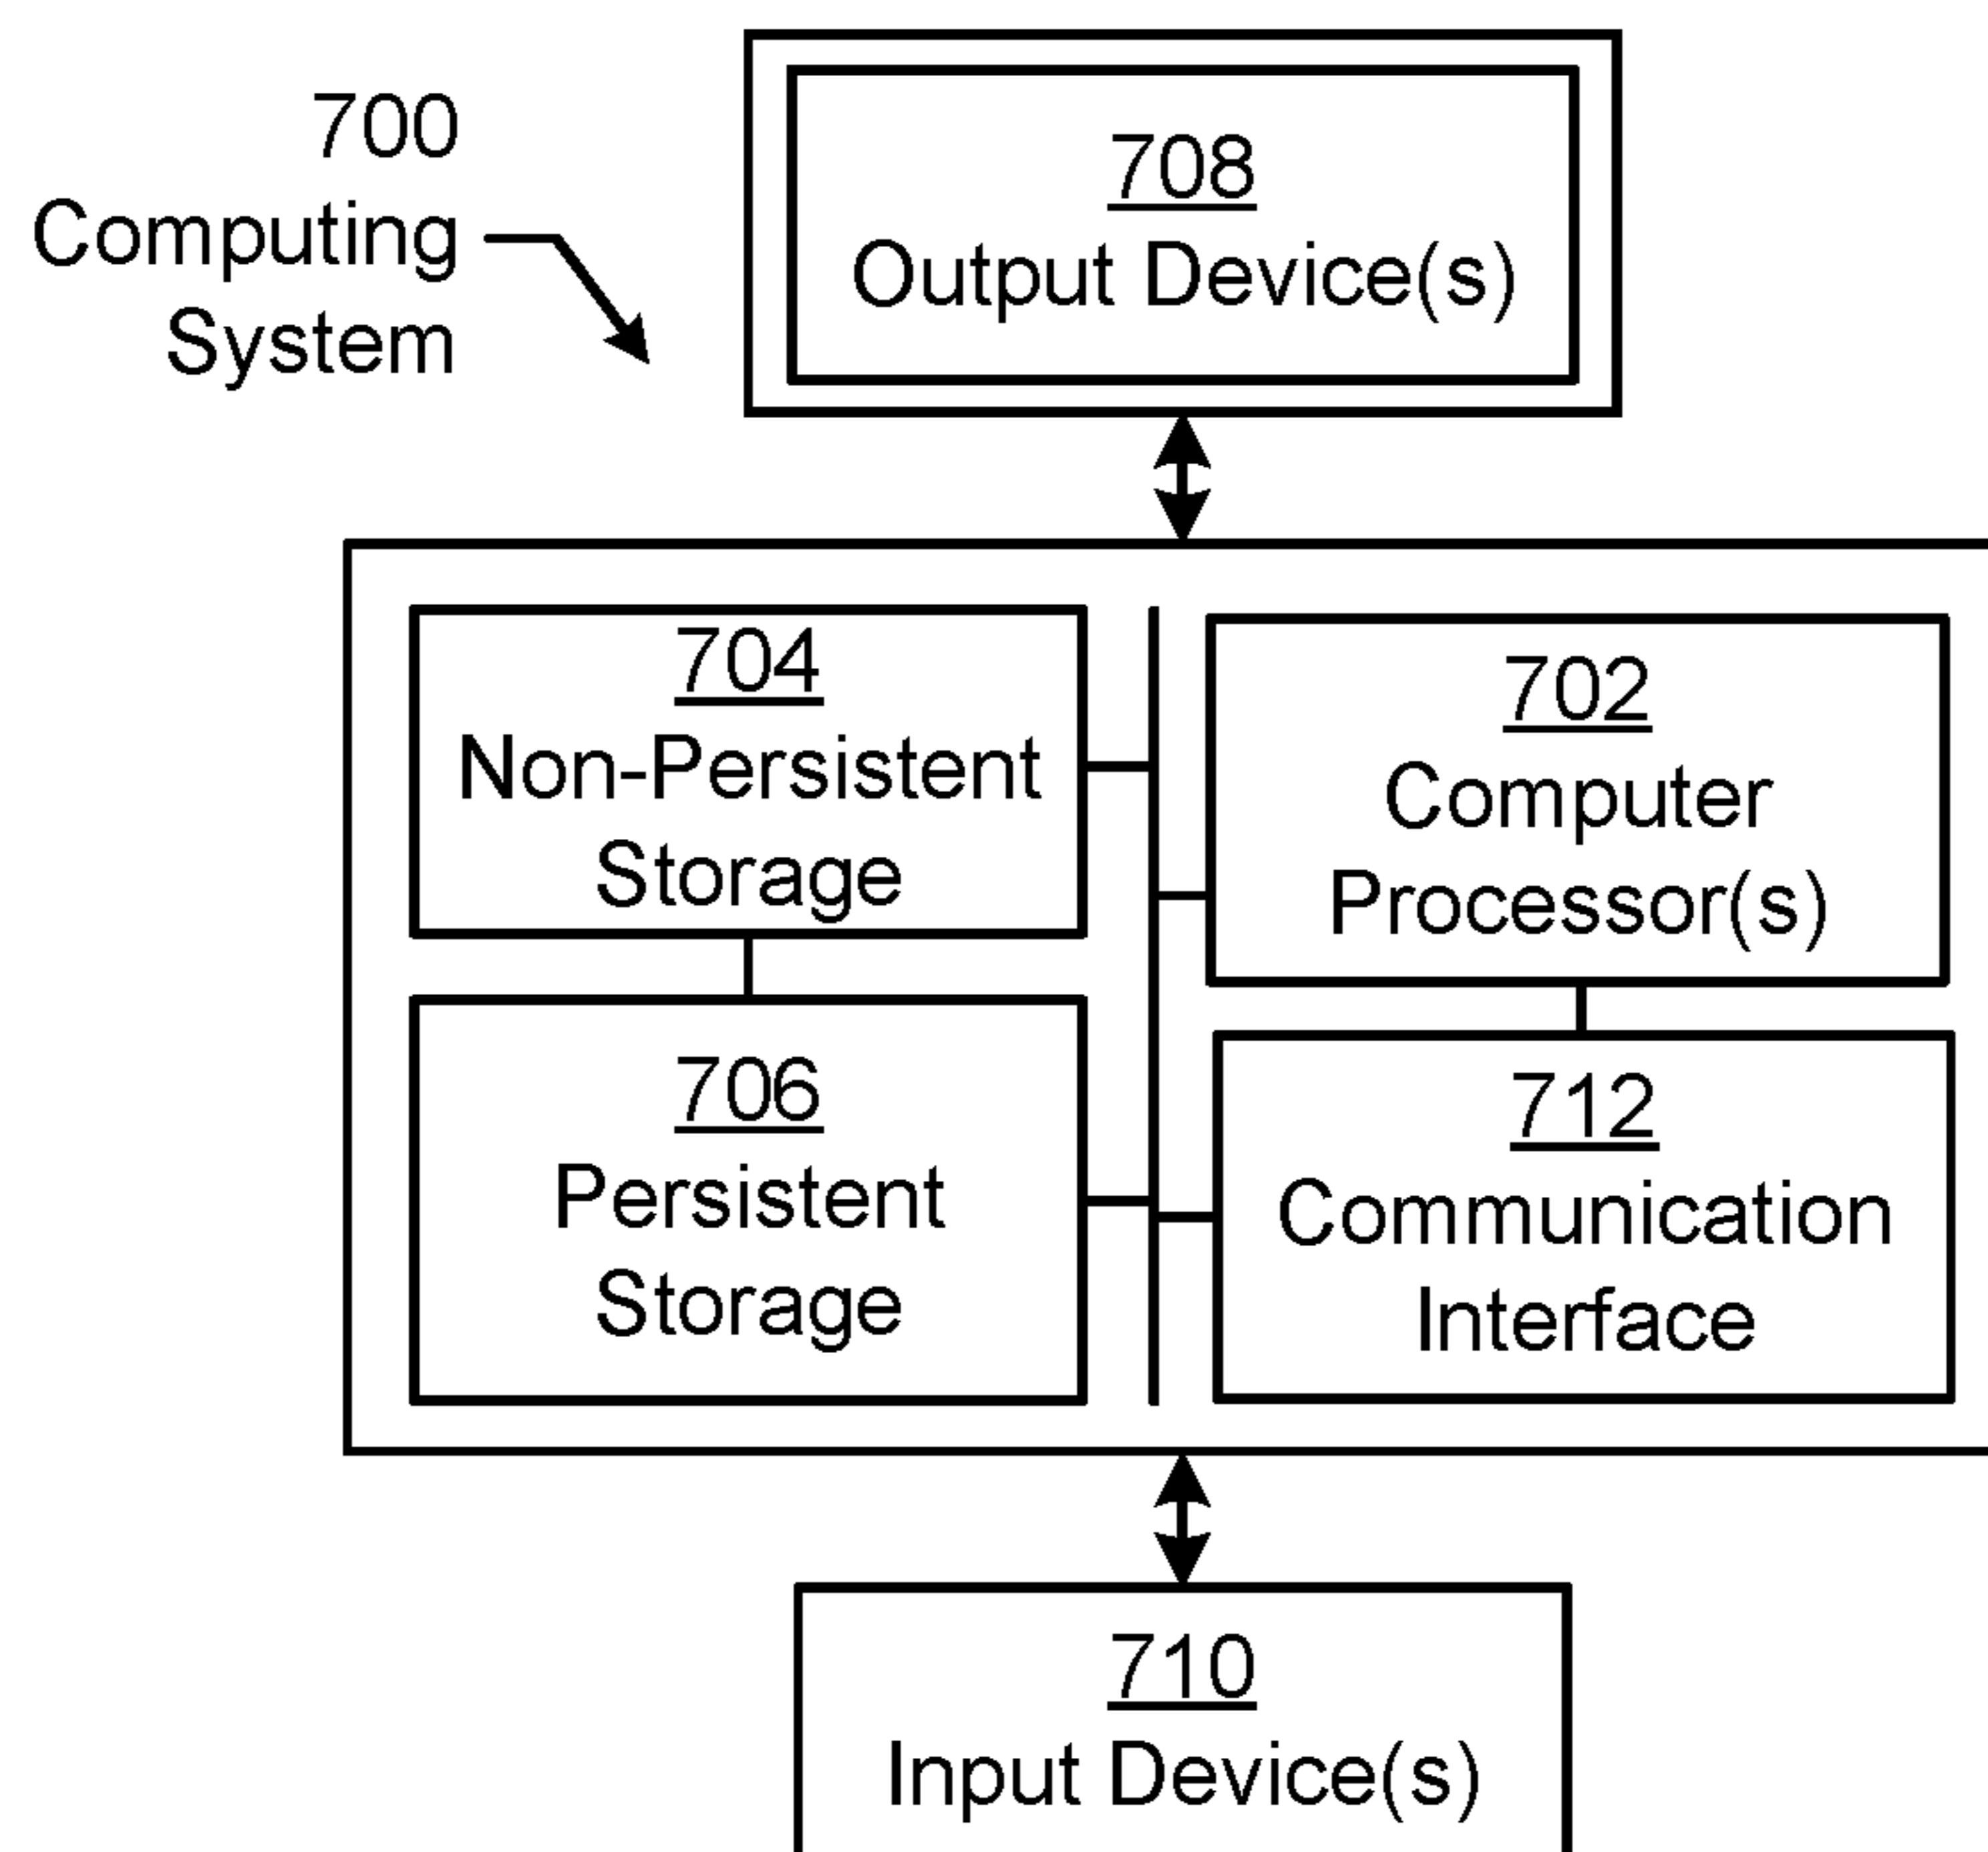 700
Computing
System
708
Output Device(s)
704
Non-Persistent
Storage
702
Computer
Processor(s)
706
Persistent
Storage
712
Communication
Interface
710
Input Device(s)